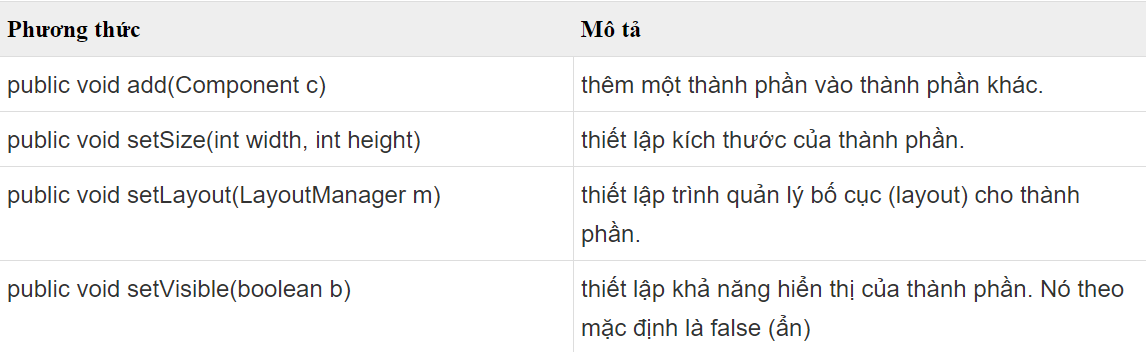 Phương thức Mô tả
public void add(Component c) thêm một thành phần vào thành phần khác.
public void setSize(int width, int height) thiết lập kích thước của thành phần.
public void setLayout(LayoutManager m) thiết lập trình quản lý bố cục (layout) cho thành
phần.
public void setVisible(boolean b) thiết lập khả năng hiển thị của thành phần. Nó theo
mặc định là false (ẩn)